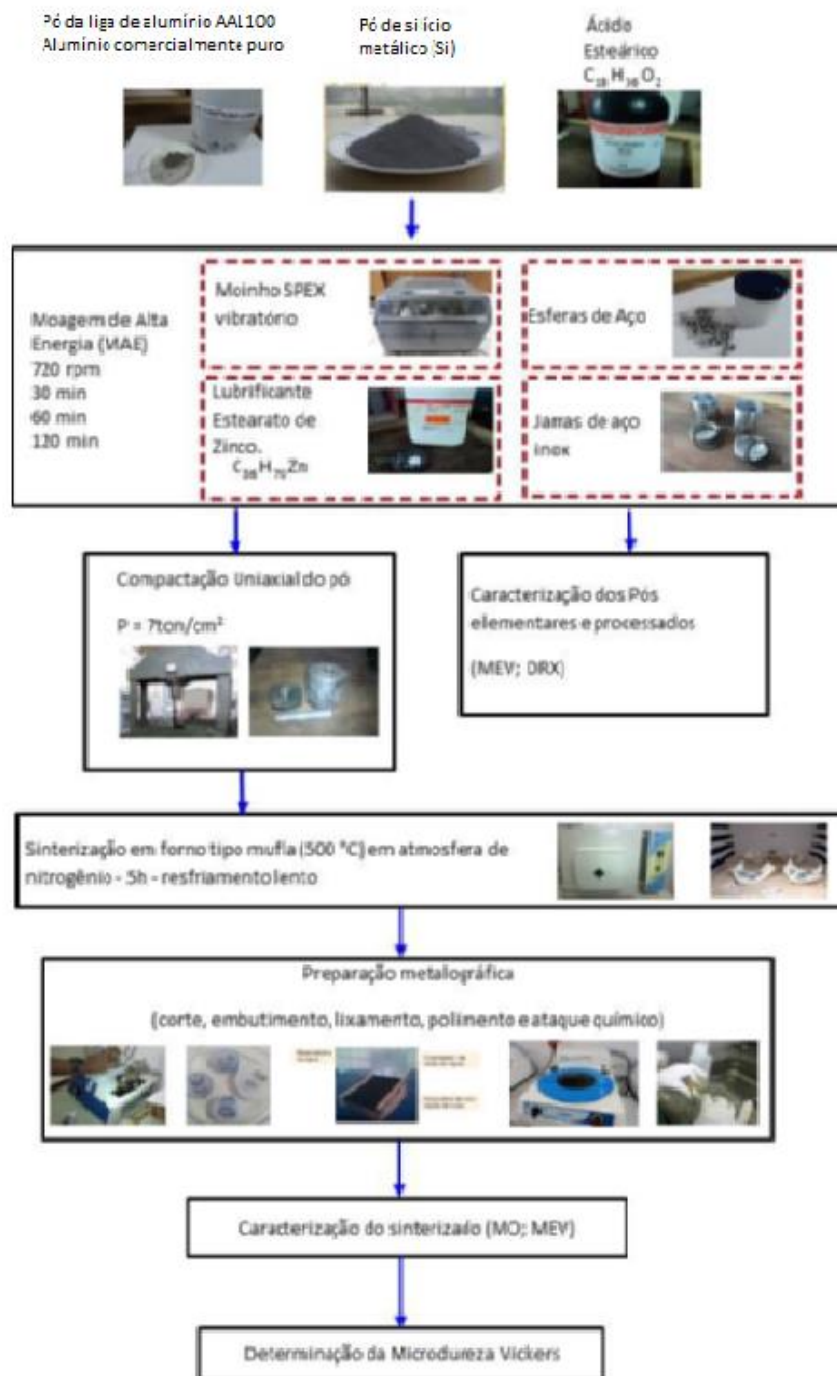 Pó da liga de alumírio AA1100
Alumínio comercialmente puro
Pó de silício
metálico (Si)
Ácido
Esteárico
C18H36O2
Moagem de Alta
Energia (MAE)
720 rpm
30 min
60 min
120 min
Moinho SPEX
vibratório
Esferas de Aço
Lubrificante
Estearato de
Zinco.
C36H70Zn
Jarras de aço
inox
Compactação Uniaxial do pó
P = 7ton/cm²
Caracterização dos Pós
elementares e processados
(MEV; DRX)
Sinterização em forno tipo mufla (500 °C) em atmosfera de
nitrogênio - 5h - resfriamento lento
Preparação metalográfica
(corte, embutimento, lixamento, polimento e ataque químico)
Caracterização do sinterizado (MO; MEV)
Determinação da Microdureza Vickers